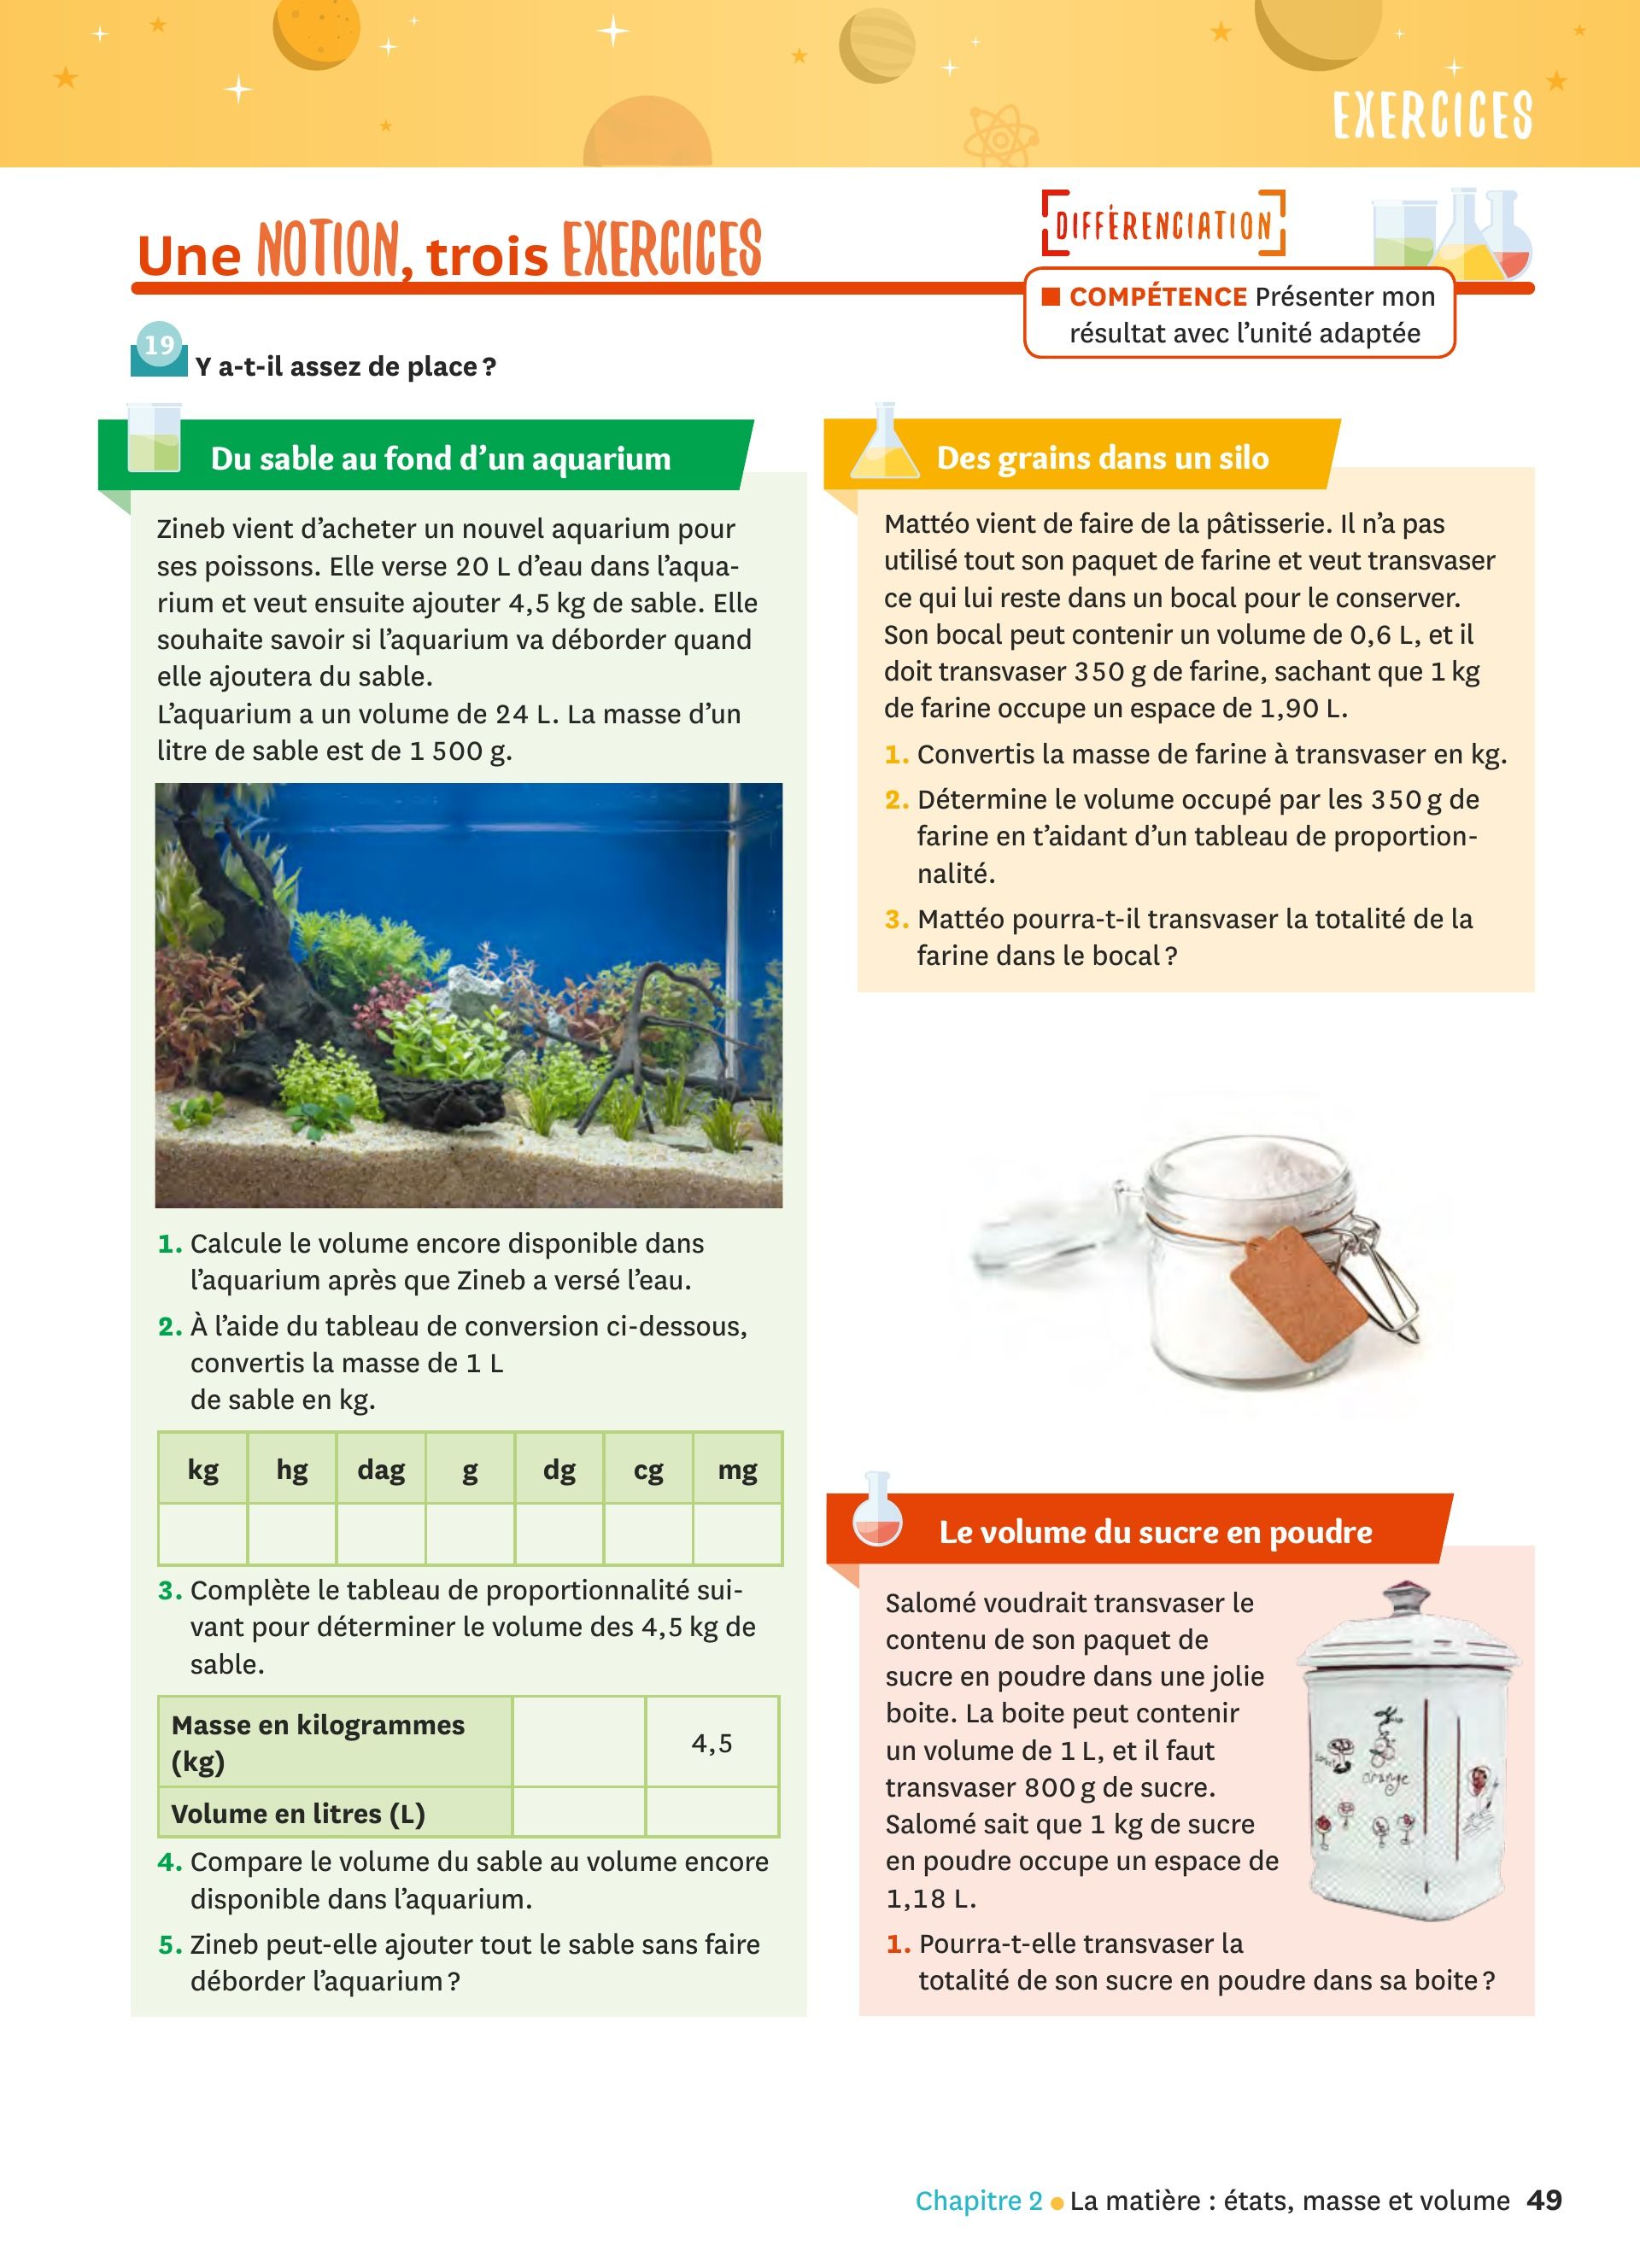 EXERCICES
Une NOTION, trois EXERCICES
DIFFÉRENCIATION
COMPÉTENCE Présenter mon
résultat avec l'unité adaptée
19
Y a-t-il assez de place ?
Du sable au fond d'un aquarium
Zineb vient d'acheter un nouvel aquarium pour
ses poissons. Elle verse 20 L d'eau dans l'aqua-
rium et veut ensuite ajouter 4,5 kg de sable. Elle
souhaite savoir si l'aquarium va déborder quand
elle ajoutera du sable.
L'aquarium a un volume de 24 L. La masse d'un
litre de sable est de 1 500 g.
1. Calcule le volume encore disponible dans
l'aquarium après que Zineb a versé l'eau.
2. À l'aide du tableau de conversion ci-dessous,
convertis la masse de 1 L
de sable en kg.
kg hg dag g dg cg mg
3. Complète le tableau de proportionnalité sui-
vant pour déterminer le volume des 4,5 kg de
sable.
Masse en kilogrammes
(kg)
4,5
Volume en litres (L)
4. Compare le volume du sable au volume encore
disponible dans l'aquarium.
5. Zineb peut-elle ajouter tout le sable sans faire
déborder l'aquarium ?
Des grains dans un silo
Mattéo vient de faire de la pâtisserie. Il n'a pas
utilisé tout son paquet de farine et veut transvaser
ce qui lui reste dans un bocal pour le conserver.
Son bocal peut contenir un volume de 0,6 L, et il
doit transvaser 350 g de farine, sachant que 1 kg
de farine occupe un espace de 1,90 L.
1. Convertis la masse de farine à transvaser en kg.
2. Détermine le volume occupé par les 350 g de
farine en t'aidant d'un tableau de proportion-
nalité.
3. Mattéo pourra-t-il transvaser la totalité de la
farine dans le bocal ?
Le volume du sucre en poudre
Salomé voudrait transvaser le
contenu de son paquet de
sucre en poudre dans une jolie
boite. La boite peut contenir
un volume de 1 L, et il faut
transvaser 800 g de sucre.
Salomé sait que 1 kg de sucre
en poudre occupe un espace de
1,18 L.
orange
1. Pourra-t-elle transvaser la
totalité de son sucre en poudre dans sa boite ?
Chapitre 2 • La matière : états, masse et volume 49